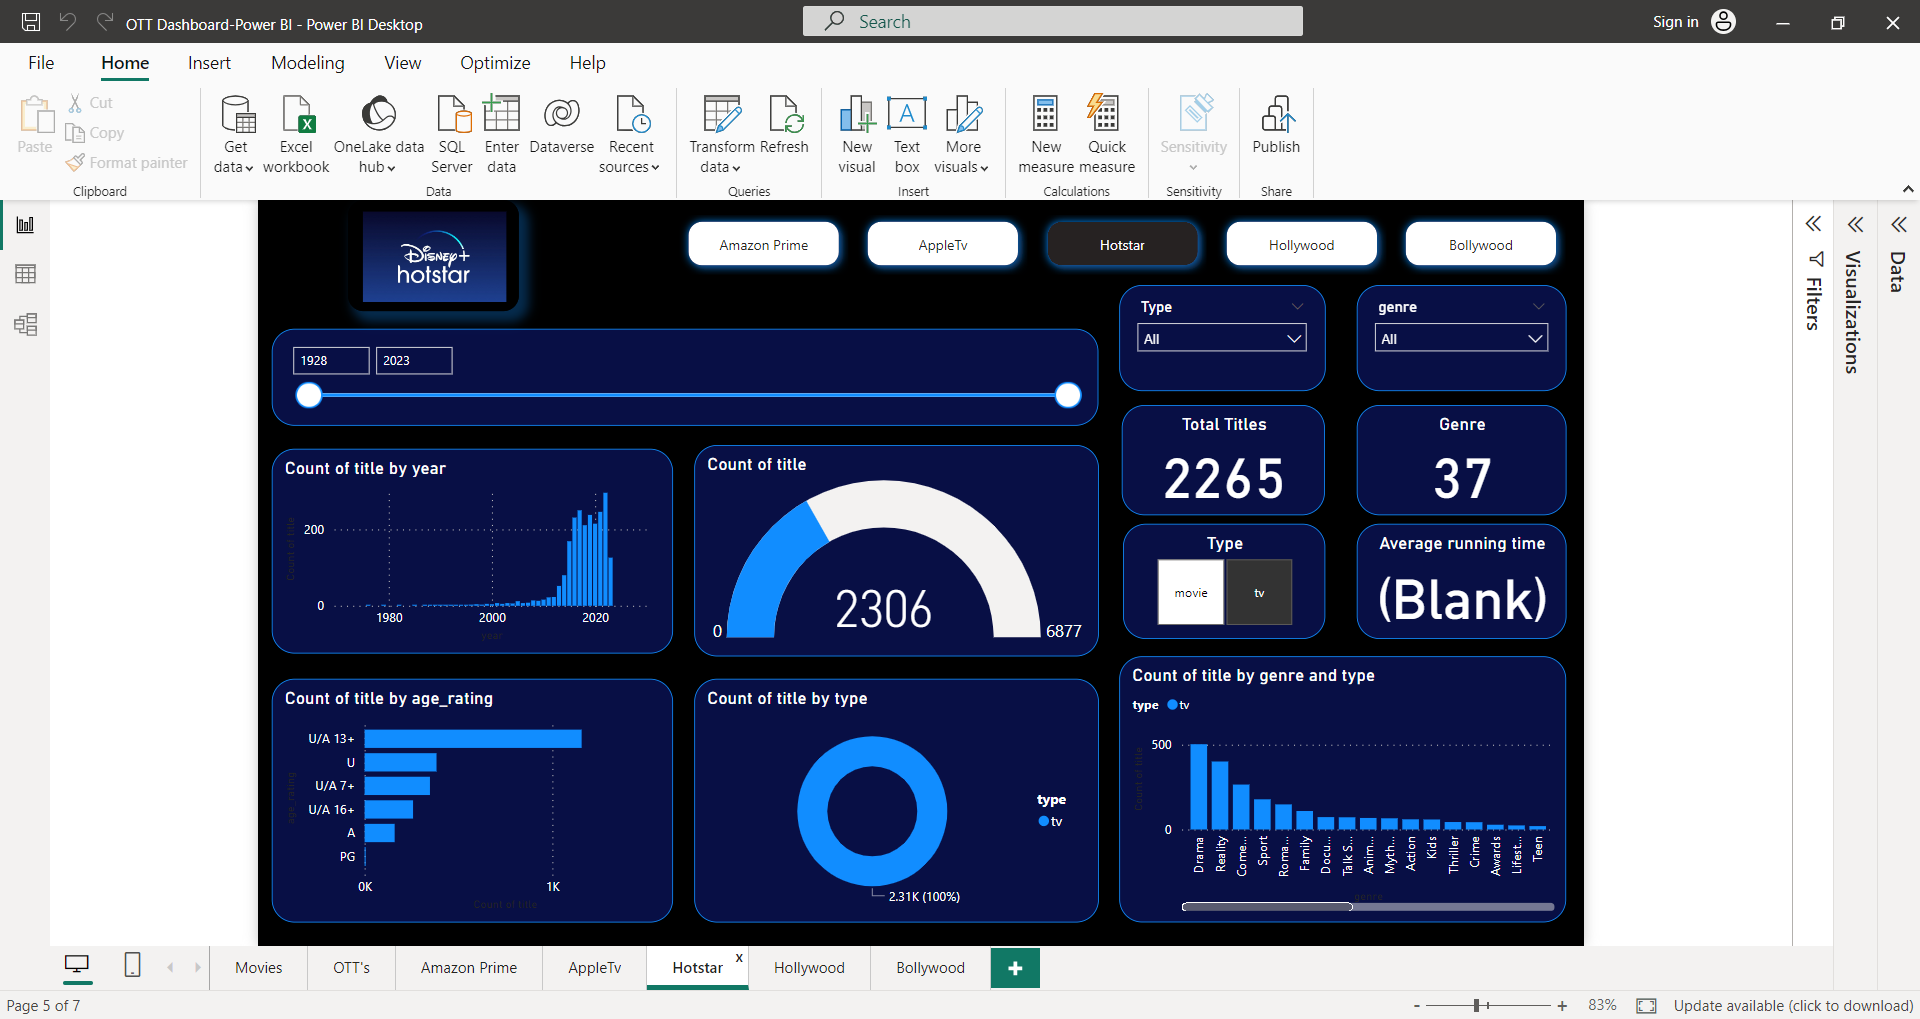 OTT Dashboard-Power BI - Power BI Desktop
Search
Sign in
File Home Insert Modeling View Optimize Help
Paste
Cut
Copy
Format painter
Clipboard
Get data
Excel workbook
OneLake data hub
SQL Server
Enter data
Dataverse
Recent sources
Data
Transform data
Refresh
Queries
New visual
Text box
More visuals
Insert
New measure
Quick measure
Calculations
Sensitivity
Sensitivity
Publish
Share
Disney+
hotstar
Amazon Prime
AppleTv
Hotstar
Hollywood
Bollywood
Filters
Visualizations
Data
1928
2023
Type
All
genre
All
Total Titles
2265
Genre
37
Type
movie
tv
Average running time
(Blank)
Count of title by year
Count of title
200
0
1980
2000
2020
year
Count of title
2306
0
6877
Count of title by age_rating
age_rating
U/A 13+
U
U/A 7+
U/A 16+
A
PG
0K
1K
Count of title
Count of title by type
type
tv
2.31K (100%)
Count of title by genre and type
type tv
Count of title
500
0
Drama
Reality
Come...
Sport
Roma...
Family
Docu...
Talk S...
Anim...
Myth...
Action
Kids
Thriller
Crime
Awards
Lifest...
Teen
genre
Movies
OTT's
Amazon Prime
AppleTv
Hotstar
x
Hollywood
Bollywood
+
Page 5 of 7
- + 83%
Update available (click to download)